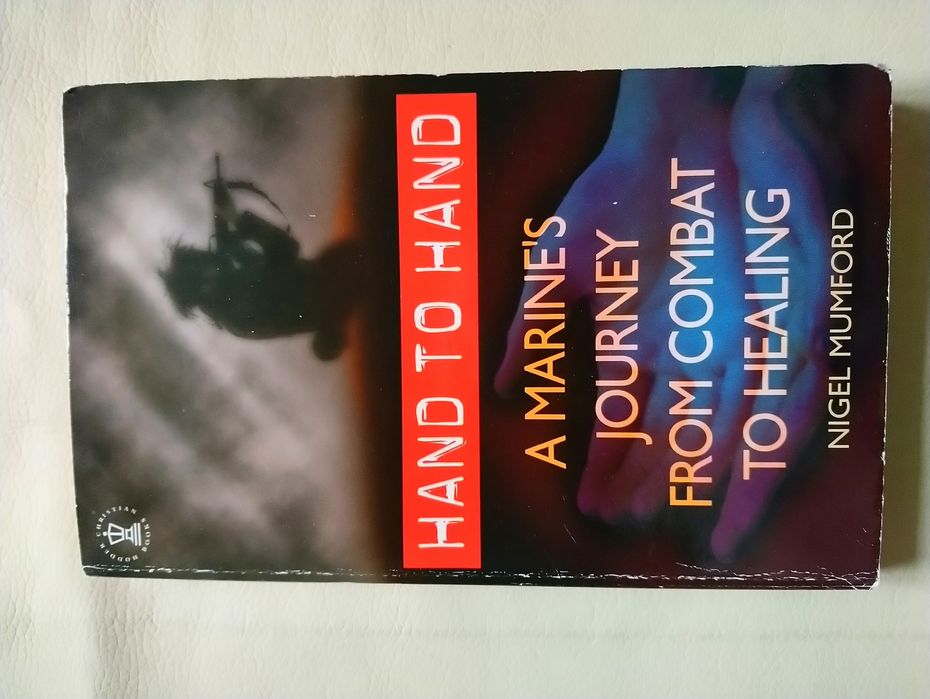 HODDER CHRISTIAN BOOKS
HAND TO HAND
A MARINE'S
JOURNEY
FROM COMBAT
TO HEALING
NIGEL MUMFORD